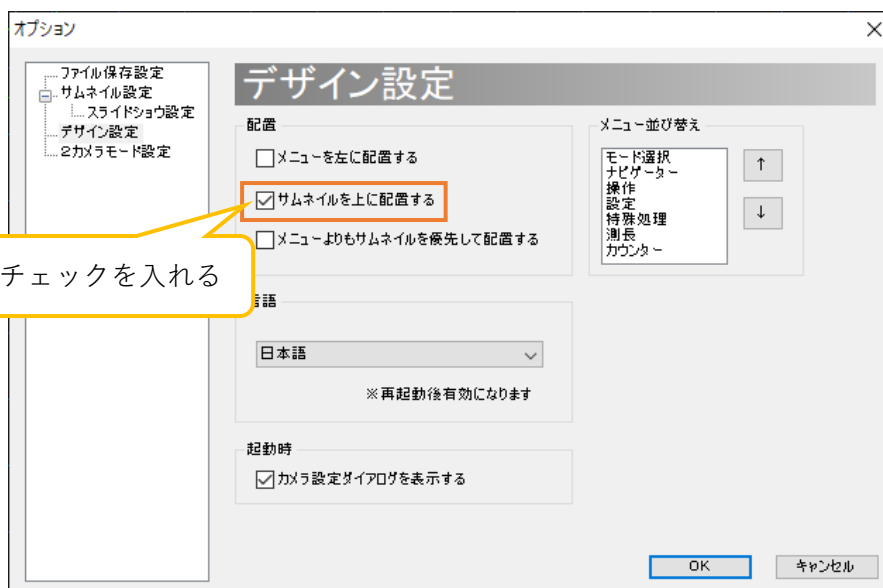 オプション
ファイル保存設定
サムネイル設定
スライドショウ設定
デザイン設定
2カメラモード設定
デザイン設定
配置
メニューを左に配置する
サムネイルを上に配置する
メニューよりもサムネイルを優先して配置する
チェックを入れる
言語
日本語
※再起動後有効になります
起動時
カメラ設定ダイアログを表示する
メニュー並び替え
モード選択
ナビゲーター
操作
設定
特殊処理
測長
カウンター
↑
↓
OK
キャンセル